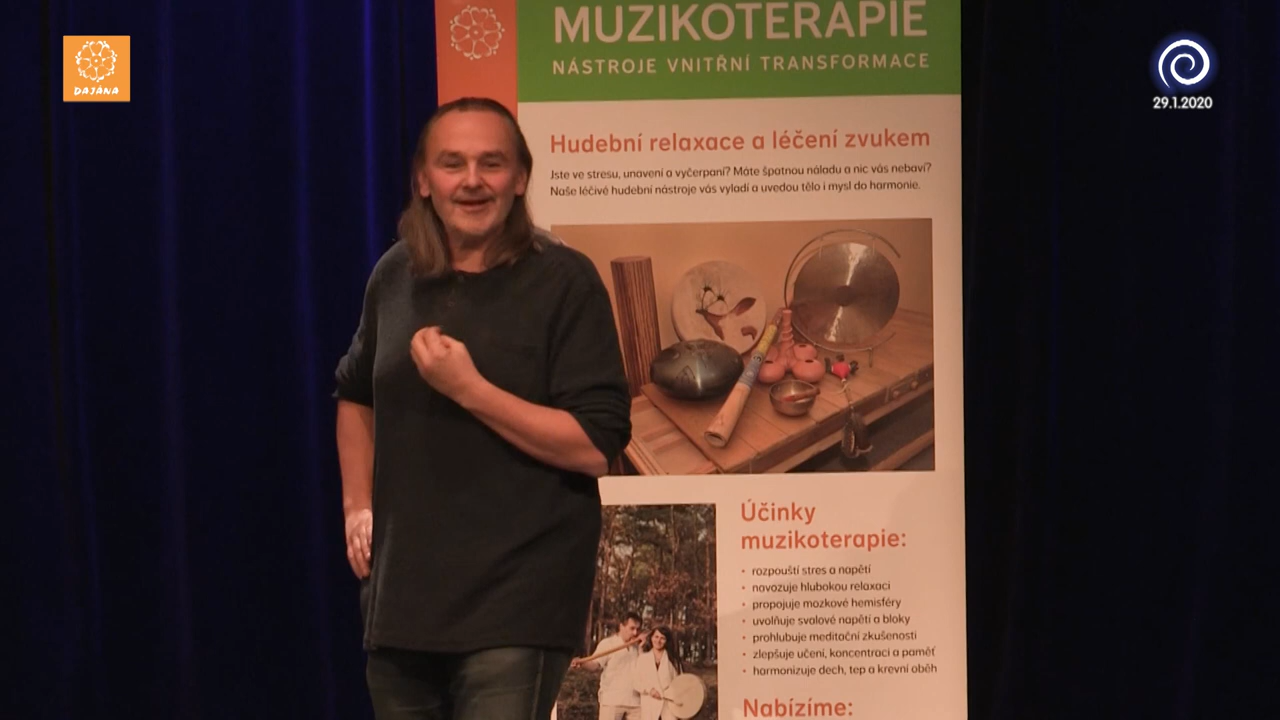 DAJÁNA
29.1.2020
MUZIKOTERAPIE
NÁSTROJE VNITŘNÍ TRANSFORMACE
Hudební relaxace a léčení zvukem
Jste ve stresu, unavení a vyčerpaní? Máte špatnou náladu a nic vás nebaví?
Naše léčivé hudební nástroje vás vyladí a uvedou tělo i mysl do harmonie.
Účinky
muzikoterapie:
• rozpouští stres a napětí
• navozuje hlubokou relaxaci
• propojuje mozkové hemisféry
• uvolňuje svalové napětí a bloky
• prohlubuje meditační zkušenosti
• zlepšuje učení, koncentraci a paměť
• harmonizuje dech, tep a krevní oběh
Nabízíme: